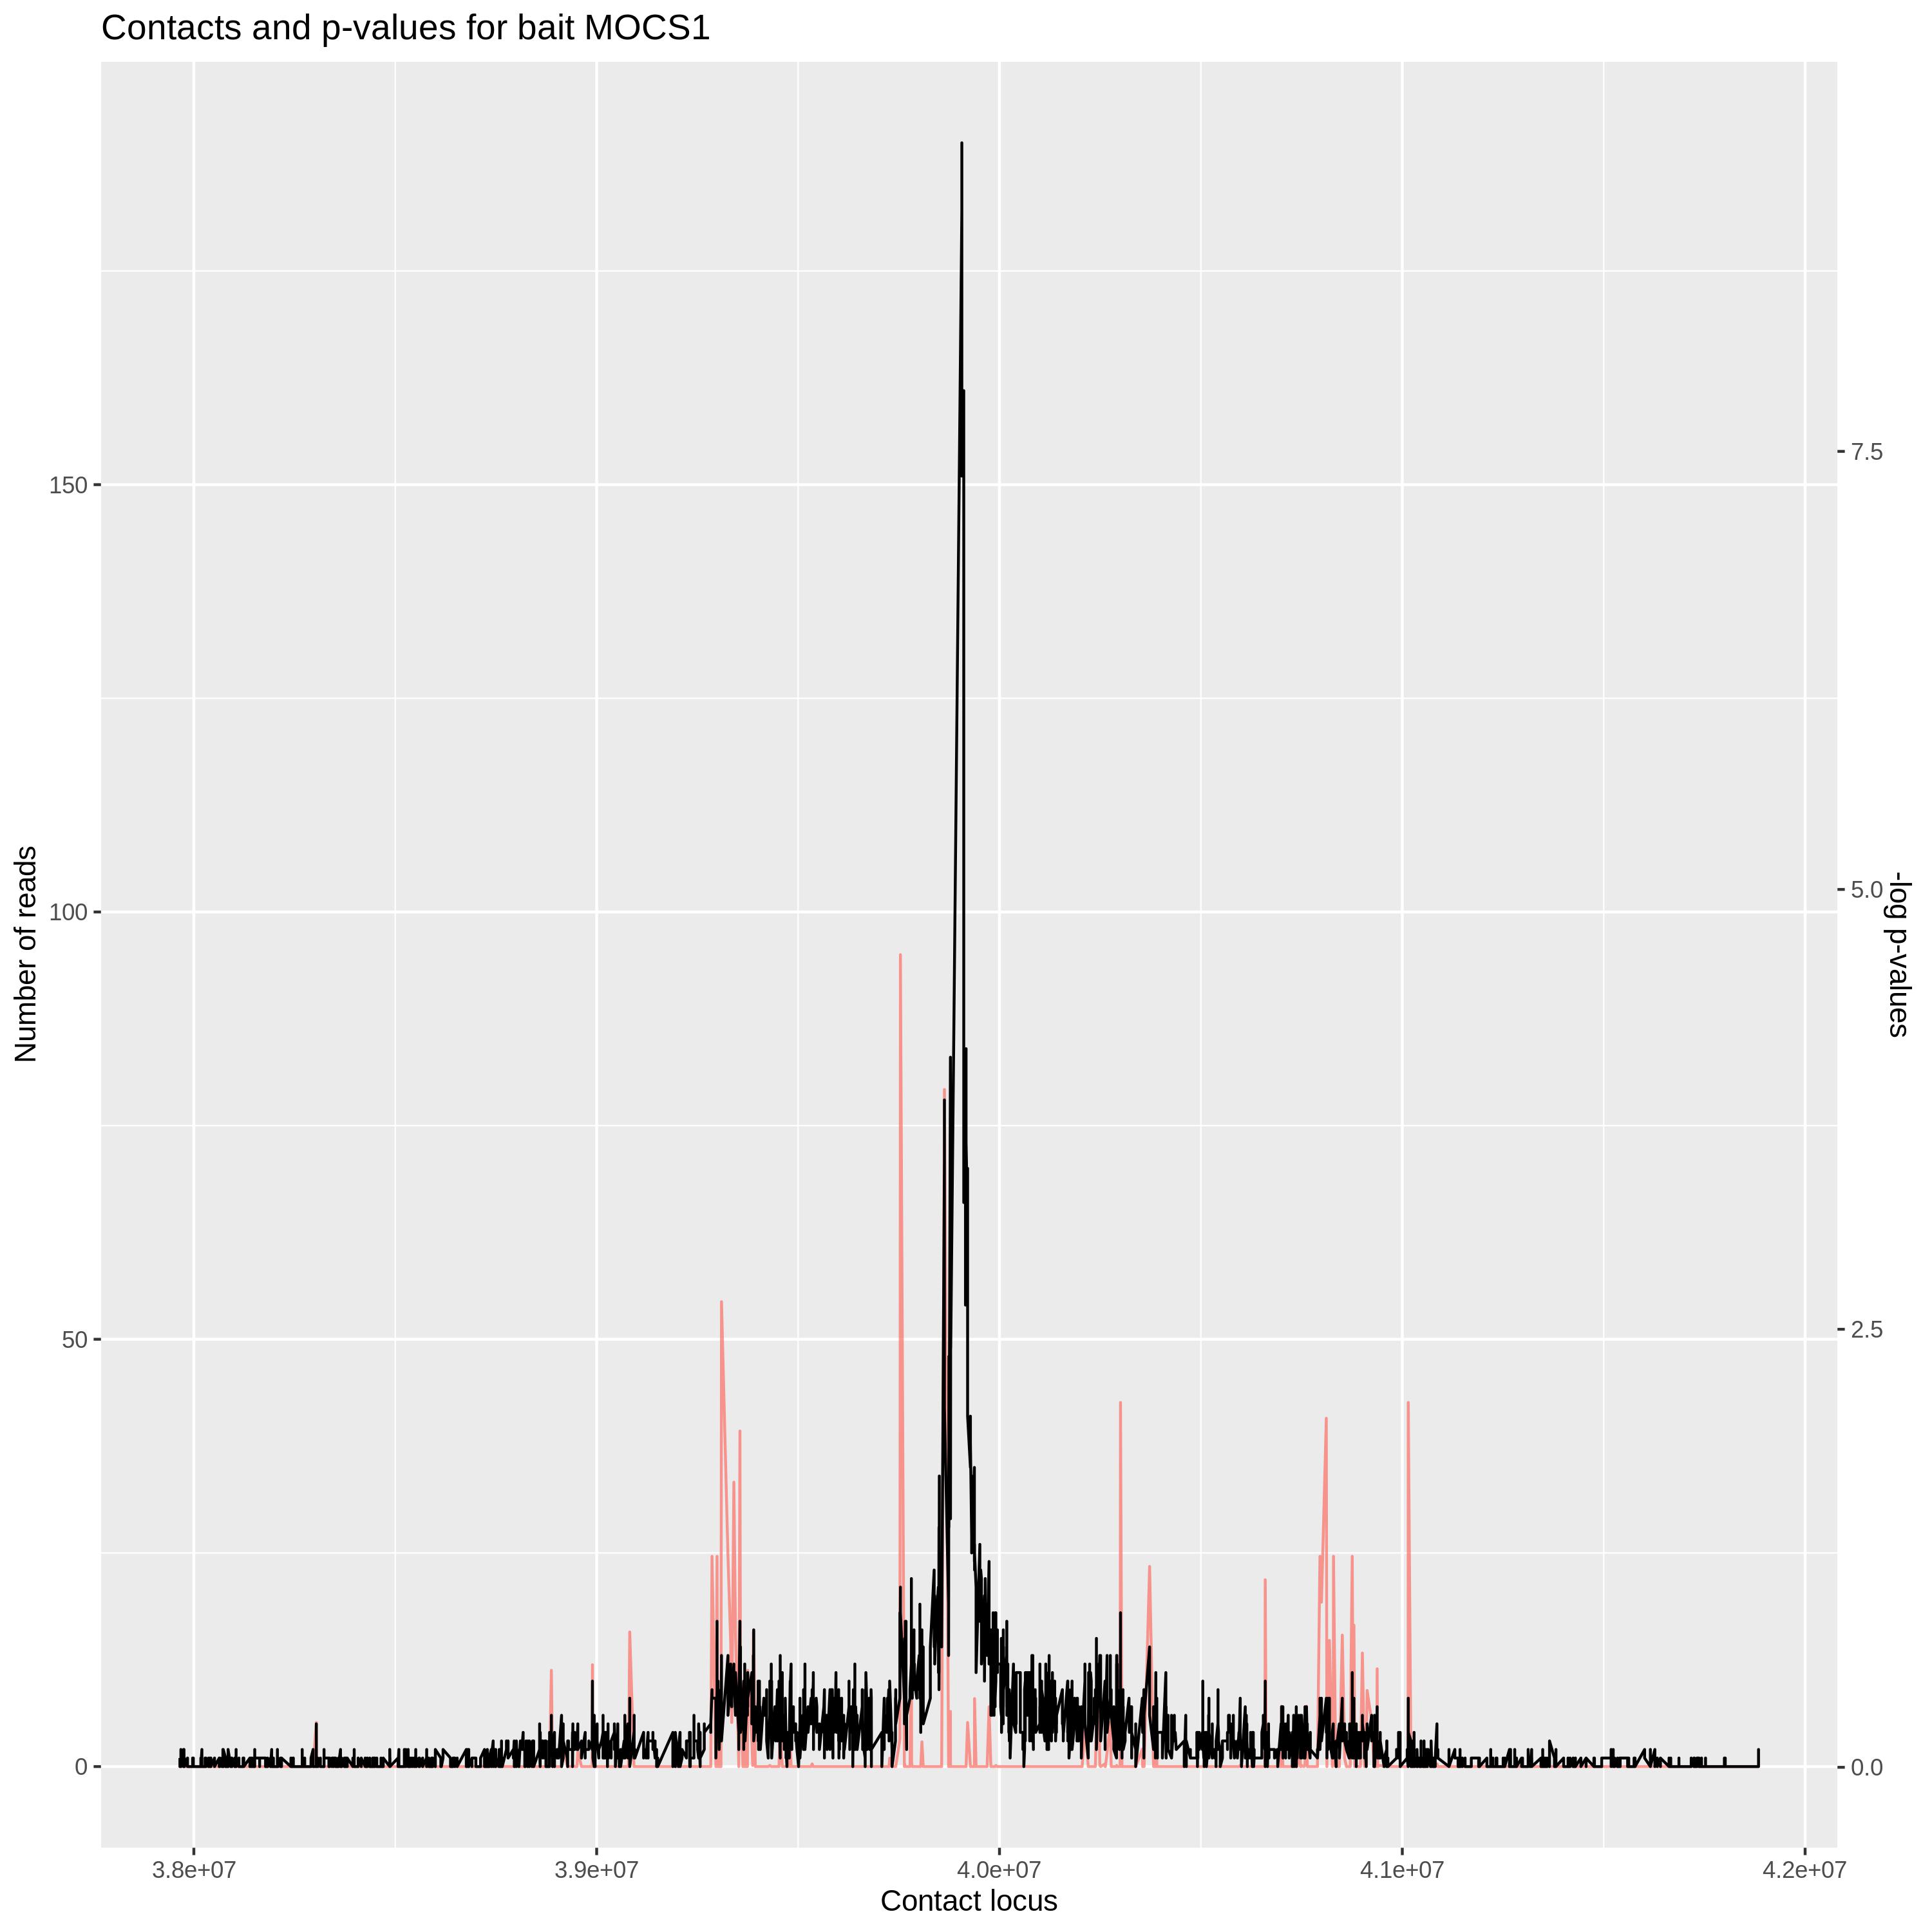 Contacts and p-values for bait MOCS1
150
100
50
0
Number of reads
7.5
5.0
2.5
0.0
-log p-values
3.8e+07
3.9e+07
4.0e+07
4.1e+07
4.2e+07
Contact locus